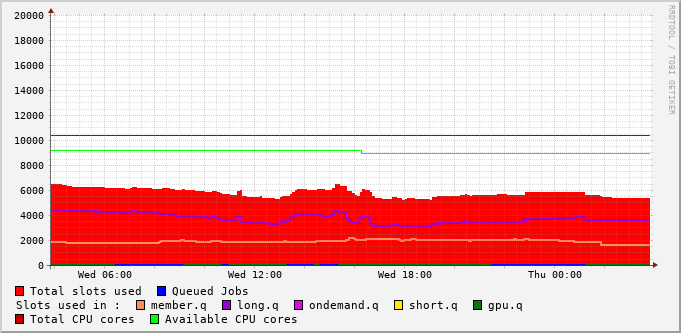 RRDTOOL / TOBI OETIKER
20000
18000
16000
14000
12000
10000
8000
6000
4000
2000
0
Wed 06:00 Wed 12:00 Wed 18:00 Thu 00:00
Total slots used Queued Jobs
Slots used in : member.q long.q ondemand.q short.q gpu.q
Total CPU cores Available CPU cores